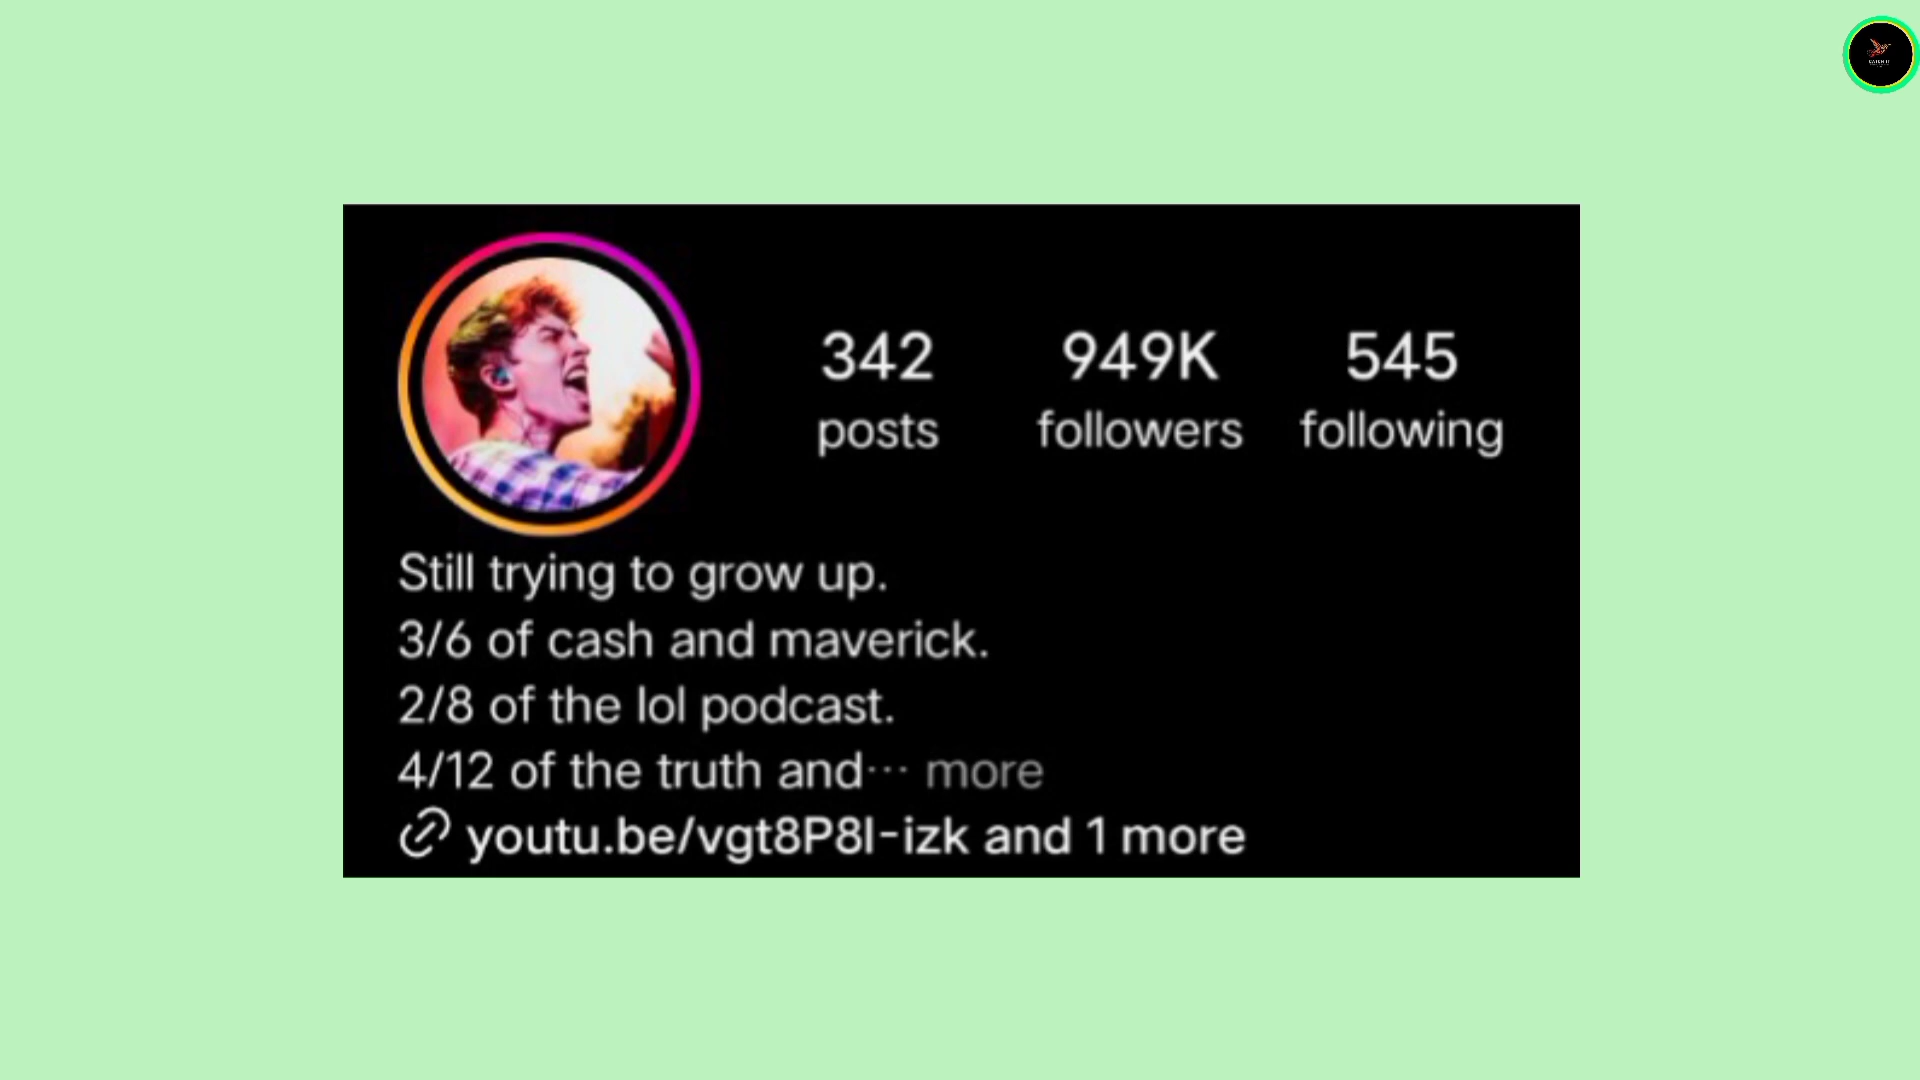 342 949K 545
posts followers following
Still trying to grow up.
3/6 of cash and maverick.
2/8 of the lol podcast.
4/12 of the truth and··· more
youtu.be/vgt8P8l-izk and 1 more